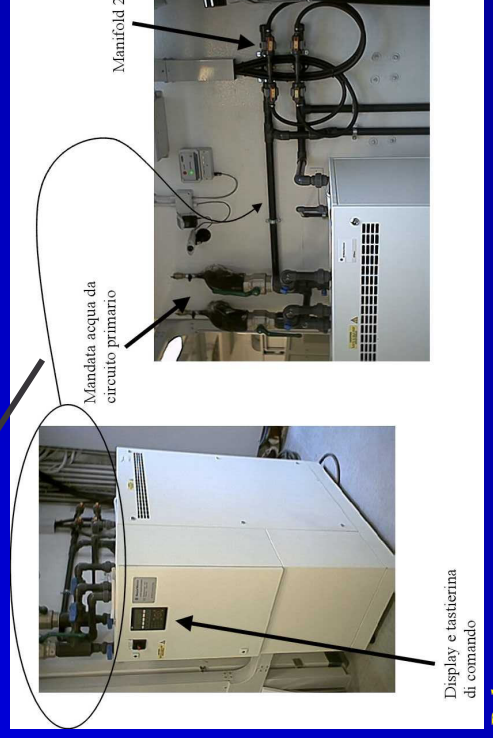 Manifold 2
Mandata acqua da
circuito primario
Display e tastierina
di comando